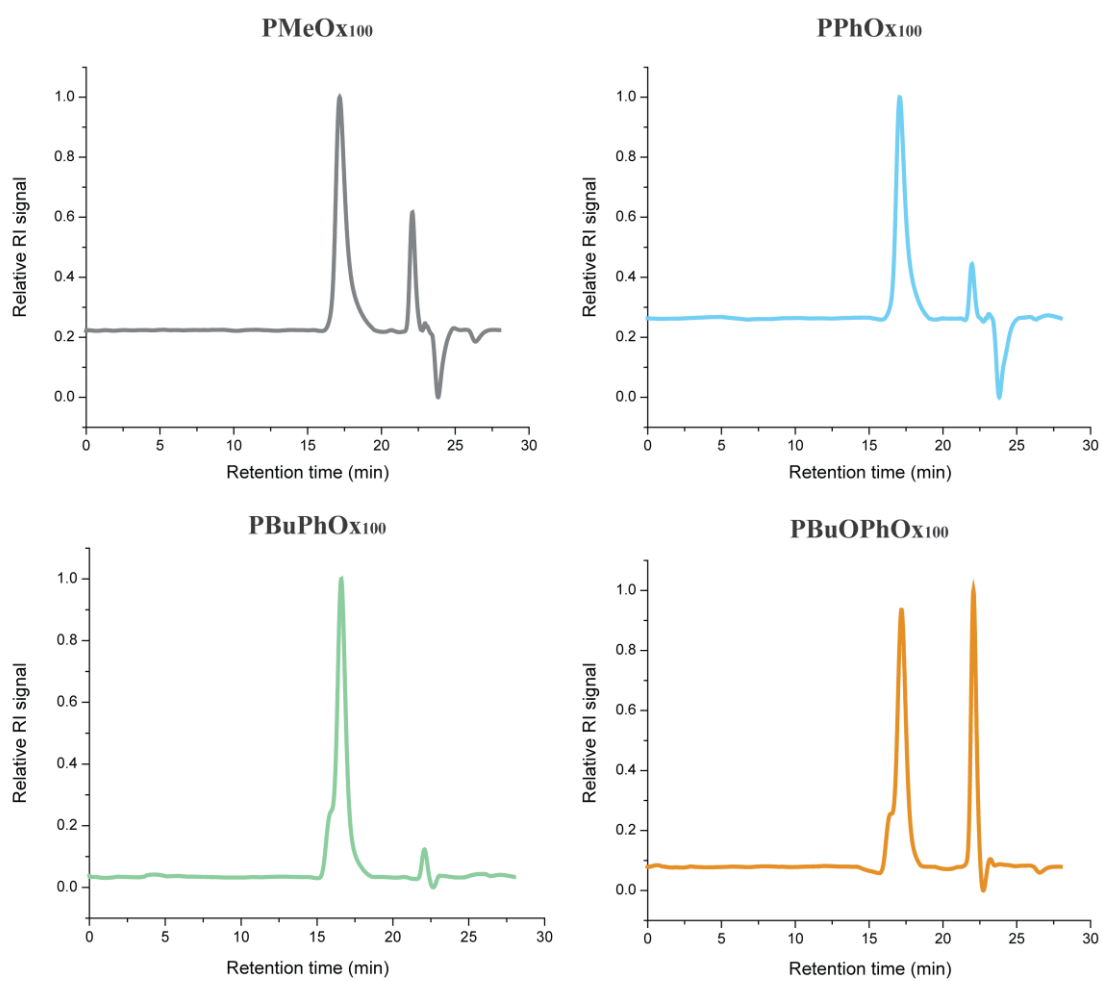 PMeOx100
1.0
0.8
0.6
0.4
0.2
0.0
Relative RI signal
0 5 10 15 20 25 30
Retention time (min)
PPhOx100
1.0
0.8
0.6
0.4
0.2
0.0
Relative RI signal
0 5 10 15 20 25 30
Retention time (min)
PBuPhOx100
1.0
0.8
0.6
0.4
0.2
0.0
Relative RI signal
0 5 10 15 20 25 30
Retention time (min)
PBuOPhOx100
1.0
0.8
0.6
0.4
0.2
0.0
Relative RI signal
0 5 10 15 20 25 30
Retention time (min)